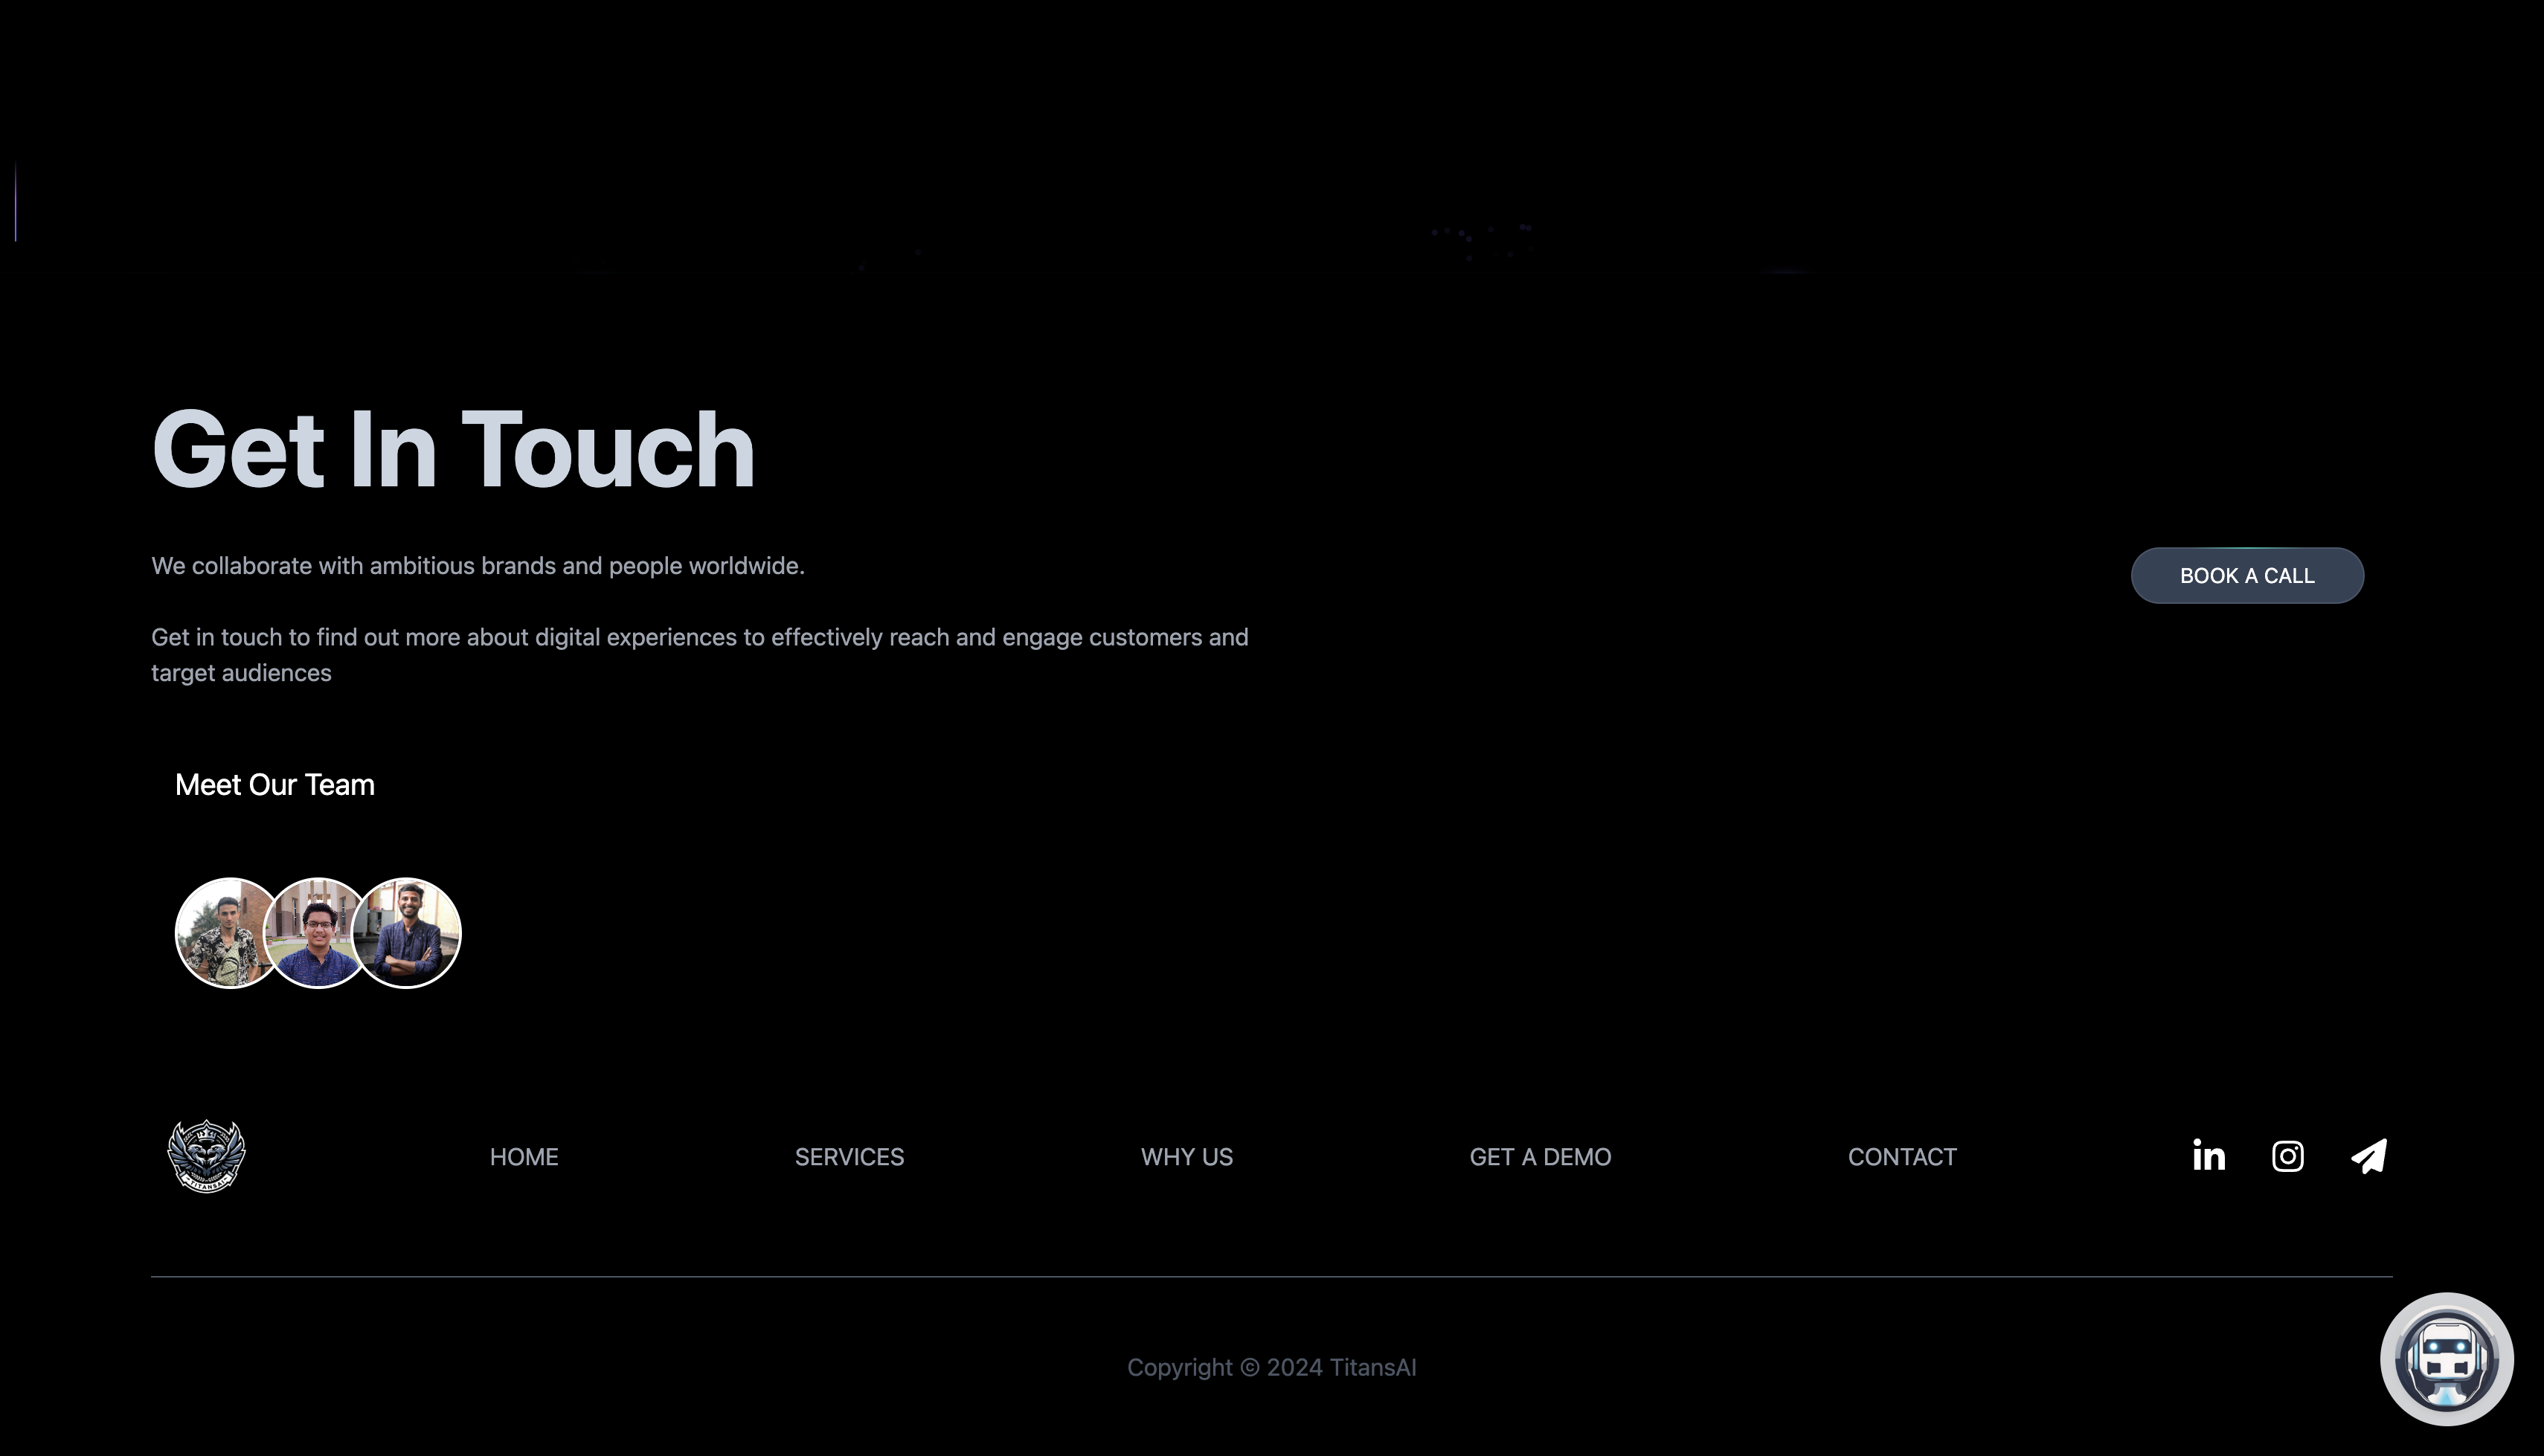 Get In Touch
We collaborate with ambitious brands and people worldwide.
BOOK A CALL
Get in touch to find out more about digital experiences to effectively reach and engage customers and
target audiences
Meet Our Team
TITANSAI
HOME
SERVICES
WHY US
GET A DEMO
CONTACT
in
Copyright © 2024 TitansAI